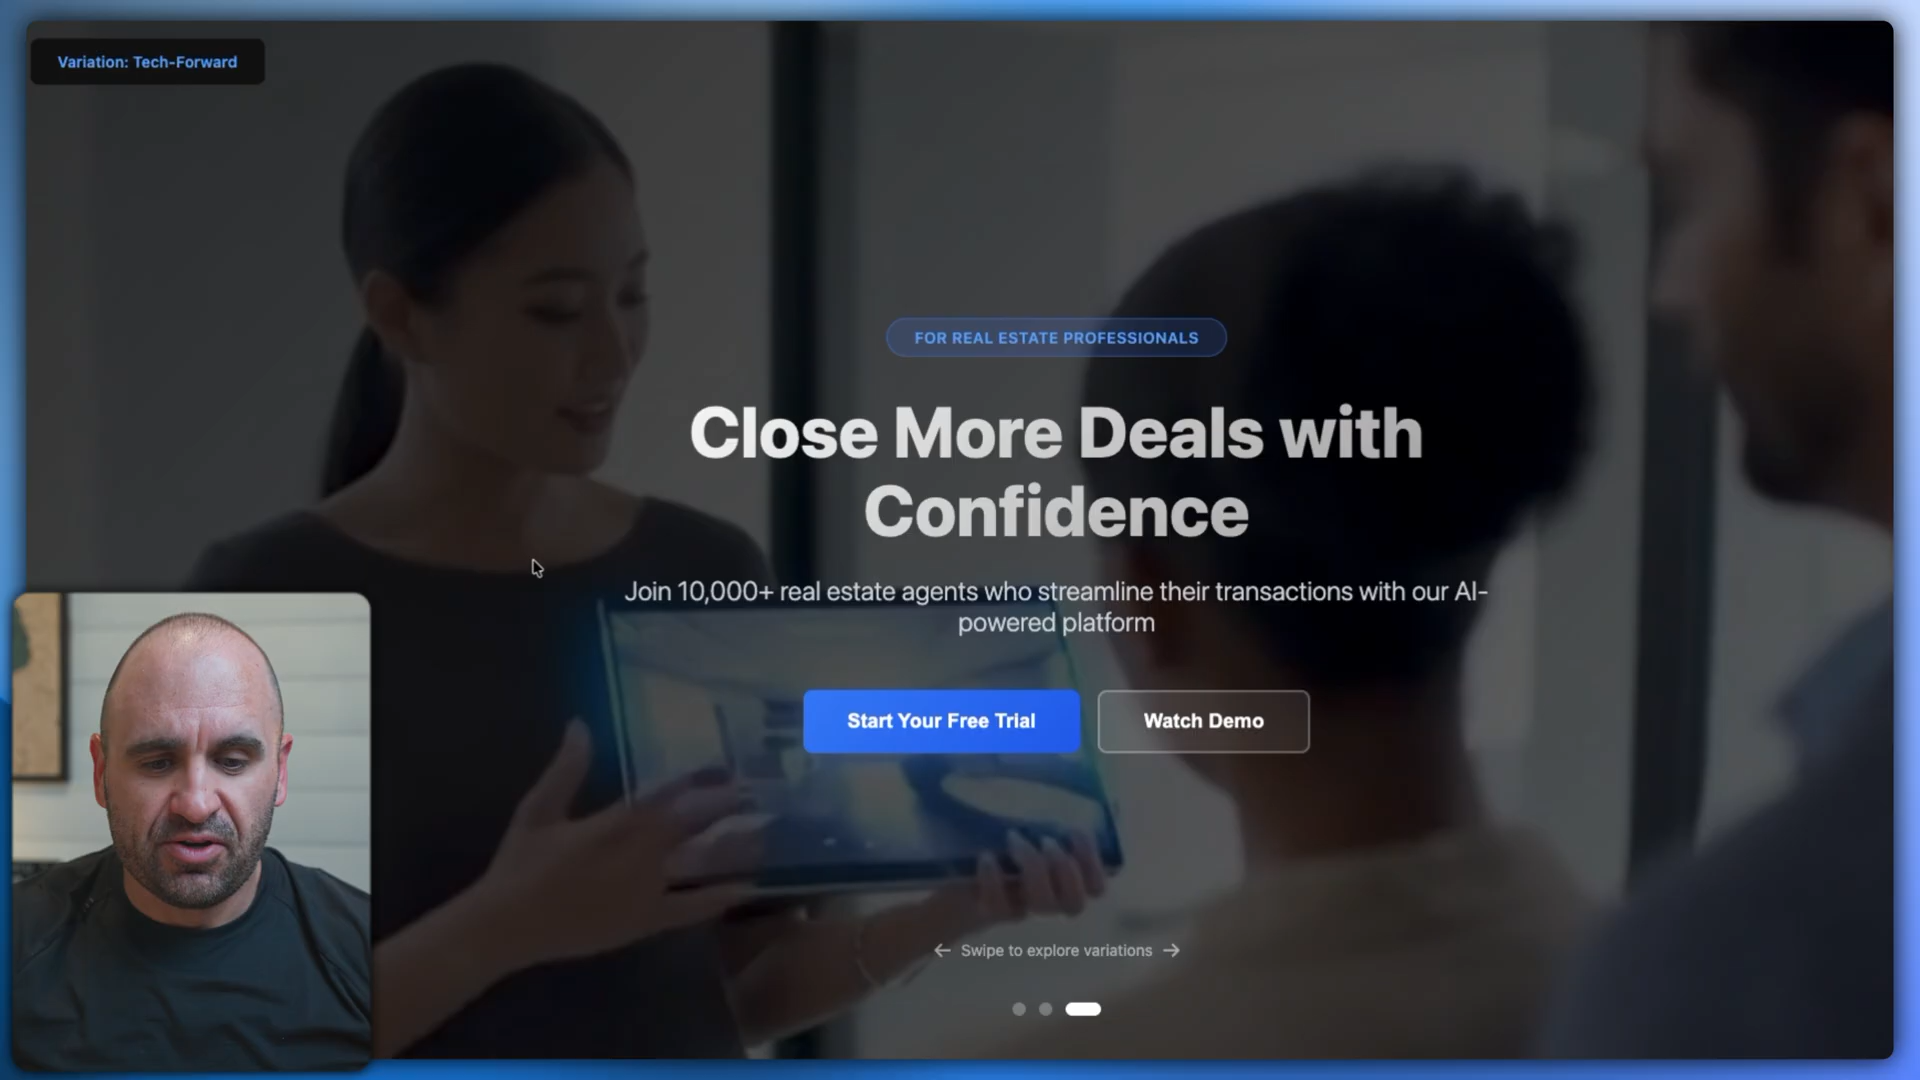 Variation: Tech-Forward
FOR REAL ESTATE PROFESSIONALS
Close More Deals with
Confidence
Join 10,000+ real estate agents who streamline their transactions with our AI-
powered platform
Start Your Free Trial
Watch Demo
← Swipe to explore variations →